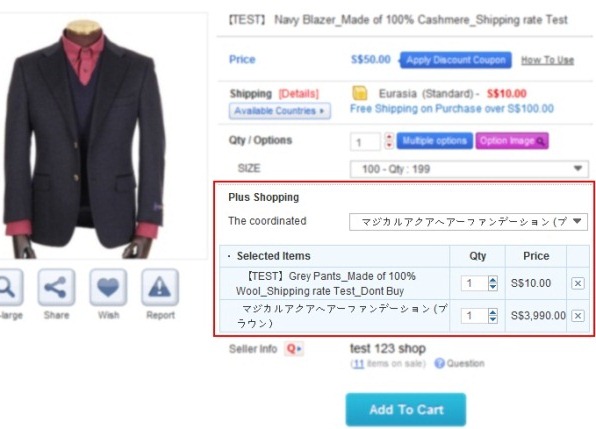 【TEST】 Navy Blazer_Made of 100% Cashmere_Shipping rate Test
Price S$50.00 Apply Discount Coupon How To Use
Shipping [Details] Eurasia (Standard) - S$10.00
Available Countries Free Shipping on Purchase over S$100.00
Qty / Options 1 Multiple options Option Image
SIZE 100 - Qty : 199
Plus Shopping
The coordinated マジカルアクアヘアーファンデーション (ブ
· Selected Items Qty Price
【TEST】Grey Pants_Made of 100% 1 S$10.00
Wool_Shipping rate Test_Dont Buy
マジカルアクアヘアーファンデーション (ブ 1 S$3,990.00
ラウン)
-large Share Wish Report
Seller Info Q test 123 shop
(11 items on sale) Question
Add To Cart